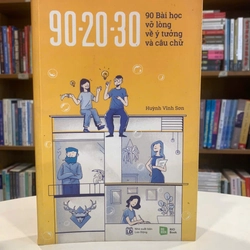 90-20-30
90 Bài học
vỡ lòng
về ý tưởng
và câu chữ
Huỳnh Vĩnh Sơn